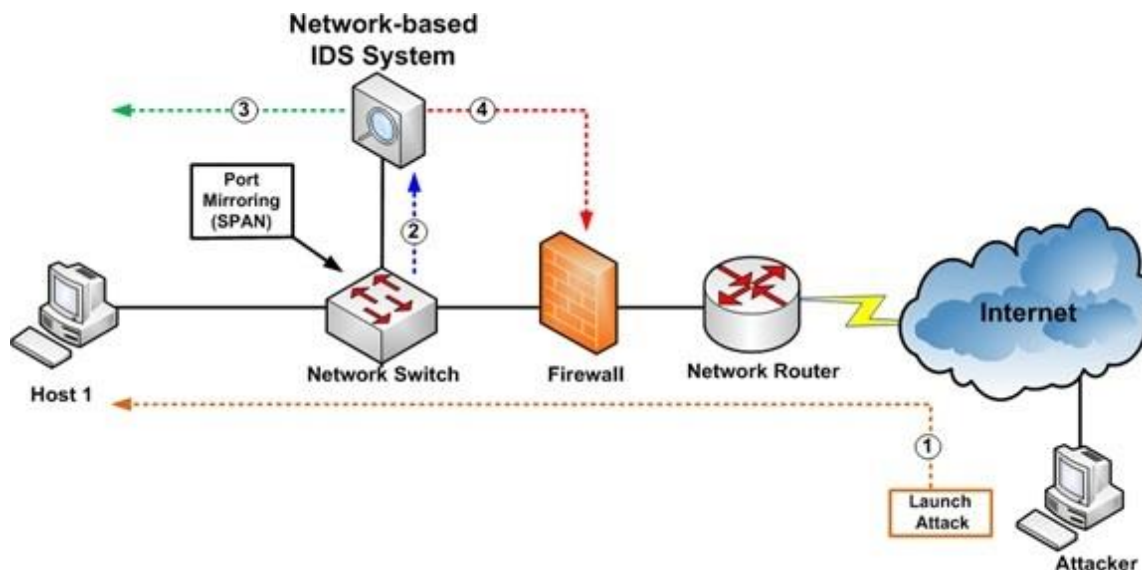 Network-based
IDS System
3
4
Port
Mirroring
(SPAN)
2
Internet
Host 1
Network Switch
Firewall
Network Router
1
Launch
Attack
Attacker